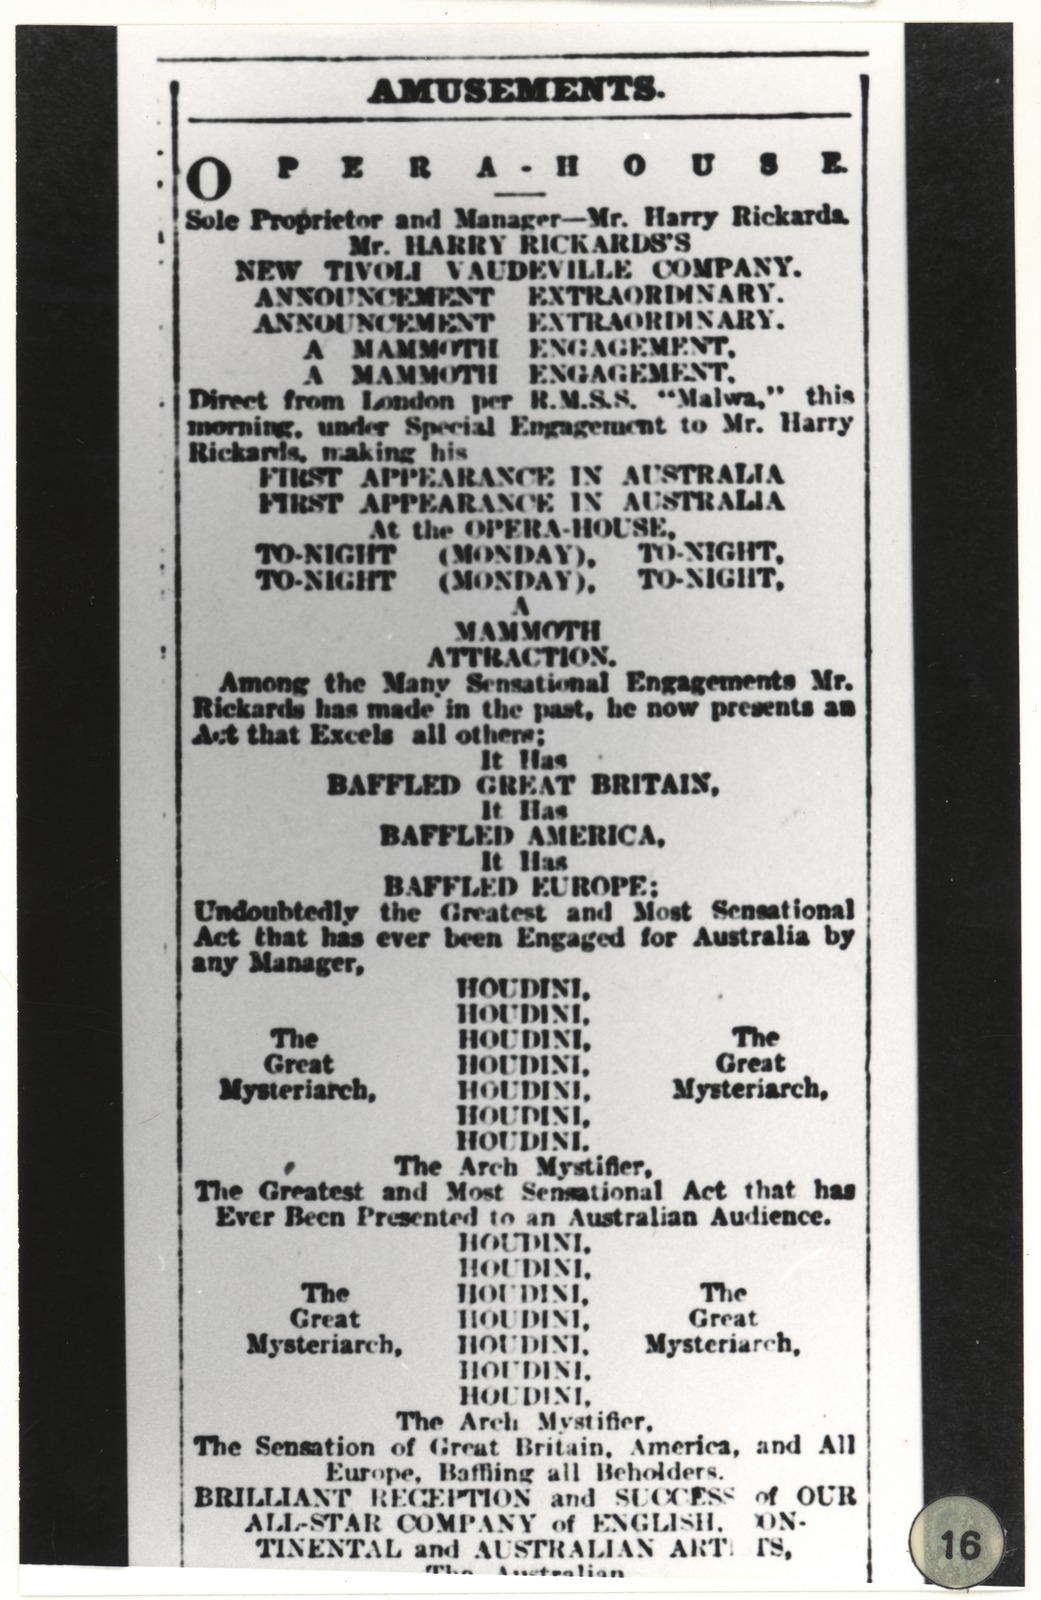 AMUSEMENTS.
OPERA-HOUSE.
Sole Proprietor and Manager—Mr. Harry Rickards.
Mr. HARRY RICKARDS'S
NEW TIVOLI VAUDEVILLE COMPANY.
ANNOUNCEMENT EXTRAORDINARY.
ANNOUNCEMENT EXTRAORDINARY.
A MAMMOTH ENGAGEMENT,
A MAMMOTH ENGAGEMENT,
Direct from London per R.M.S.S. "Malwa," this
morning, under Special Engagement to Mr. Harry
Rickards, making his
FIRST APPEARANCE IN AUSTRALIA
FIRST APPEARANCE IN AUSTRALIA
At the OPERA-HOUSE,
TO-NIGHT (MONDAY), TO-NIGHT,
TO-NIGHT (MONDAY), TO-NIGHT,
A
MAMMOTH
ATTRACTION.
Among the Many Sensational Engagements Mr.
Rickards has made in the past, he now presents an
Act that Excels all others;
It Has
BAFFLED GREAT BRITAIN,
It Has
BAFFLED AMERICA,
It Has
BAFFLED EUROPE;
Undoubtedly the Greatest and Most Sensational
Act that has ever been Engaged for Australia by
any Manager,
HOUDINI,
HOUDINI,
The HOUDINI, The
Great HOUDINI, Great
Mysteriarch, HOUDINI, Mysteriarch,
HOUDINI,
HOUDINI.
The Arch Mystifier,
The Greatest and Most Sensational Act that has
Ever Been Presented to an Australian Audience.
HOUDINI,
HOUDINI,
The HOUDINI, The
Great HOUDINI, Great
Mysteriarch, HOUDINI, Mysteriarch,
HOUDINI,
HOUDINI,
The Arch Mystifier,
The Sensation of Great Britain, America, and All
Europe, Baffling all Beholders.
BRILLIANT RECEPTION and SUCCESS of OUR
ALL-STAR COMPANY of ENGLISH, ON-
TINENTAL and AUSTRALIAN ARTISTS,
The Australian
16